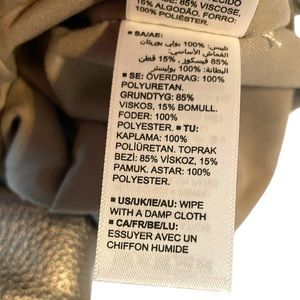 15% ALGODÃO. FORRO:
100% POLIÉSTER.
■ SA/AE:
تلبيس: 100% بولي يوريثان
القماش الأساسي:
85% فيسكوز، 15% قطن
البطانة: 100% بوليستر
■ SE: ÖVERDRAG: 100%
POLYURETAN.
GRUNDTYG: 85%
VISKOS, 15% BOMULL.
FODER: 100%
POLYESTER. ■ TU:
KAPLAMA: 100%
POLİÜRETAN. TOPRAK
BEZİ: 85% VİSKOZ, 15%
PAMUK. ASTAR: 100%
POLYESTER.
■ US/UK/IE/AU: WIPE
WITH A DAMP CLOTH
■ CA/FR/BE/LU:
ESSUYER AVEC UN
CHIFFON HUMIDE